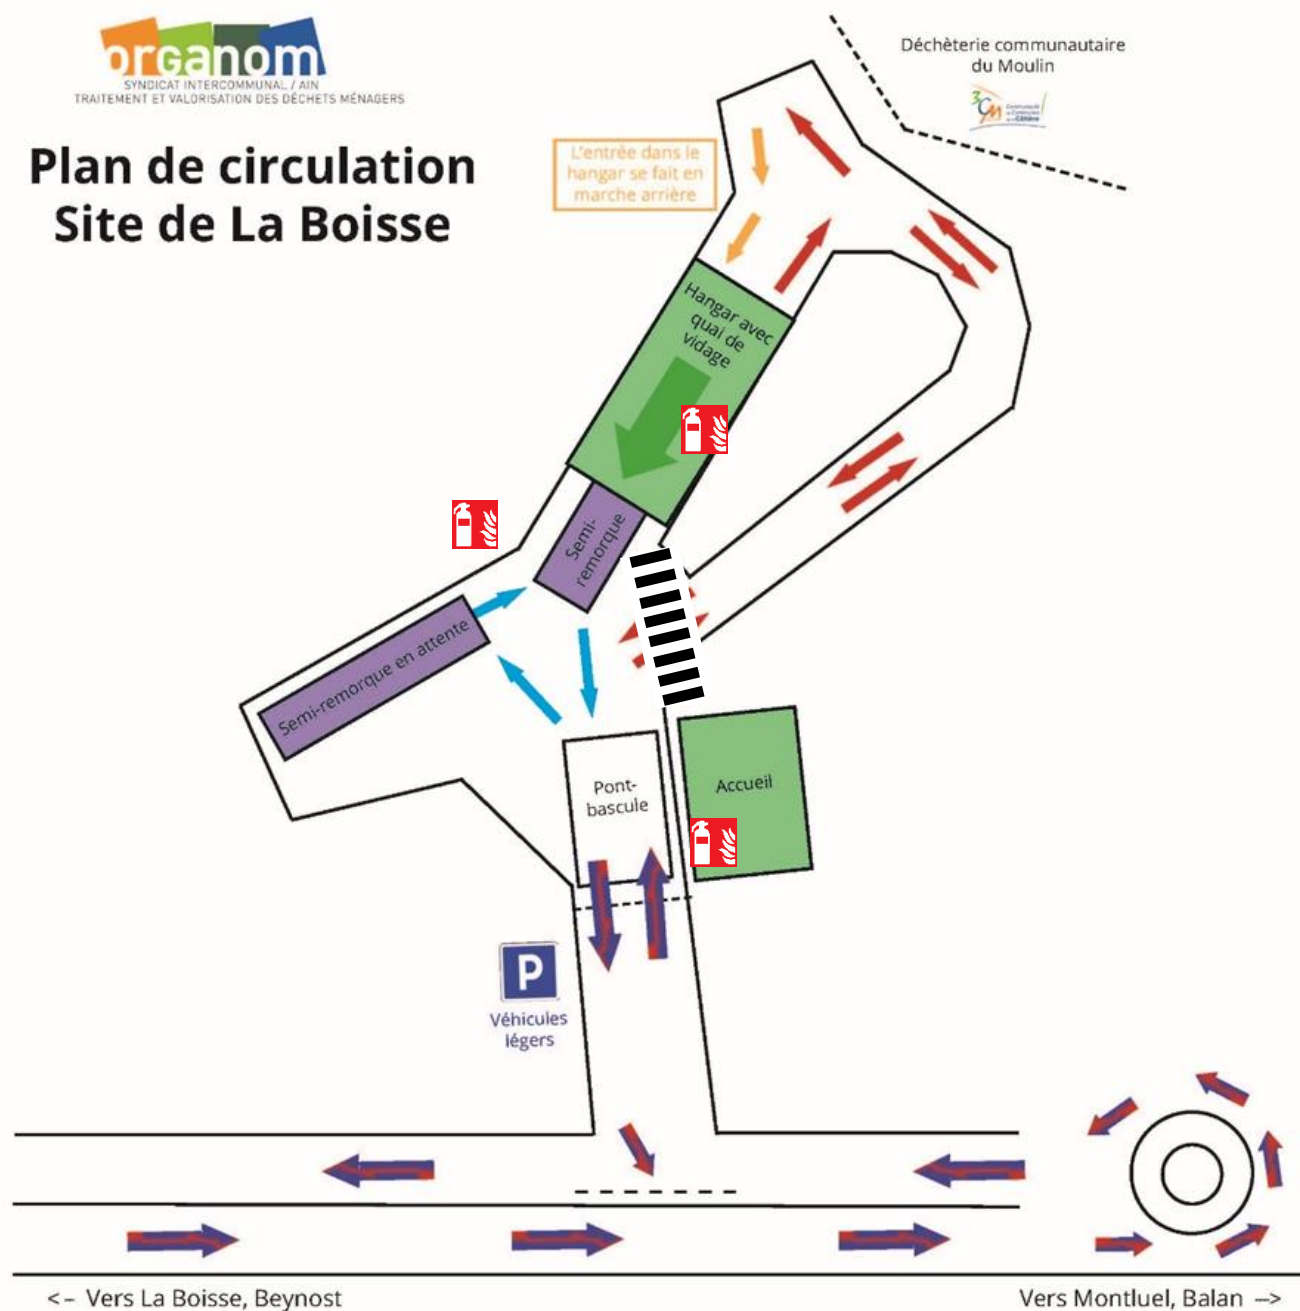 organom
SYNDICAT INTERCOMMUNAL / AIN
TRAITEMENT ET VALORISATION DES DÉCHETS MÉNAGERS
Plan de circulation
Site de La Boisse
Déchèterie communautaire
du Moulin
3CM
L'entrée dans le
hangar se fait en
marche arrière
Hangar avec
quai de
vidage
Semi-
remorque
Semi-remorque en attente
Pont-
bascule
Accueil
P
Véhicules
légers
<- Vers La Boisse, Beynost
Vers Montluel, Balan ->